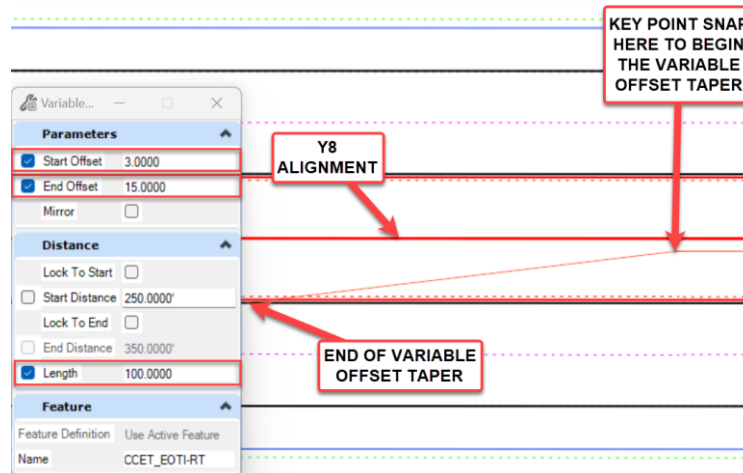 KEY POINT SNAP
HERE TO BEGIN
THE VARIABLE
OFFSET TAPER
Variable...
Parameters
Start Offset 3.0000
End Offset 15.0000
Mirror
Distance
Lock To Start
Start Distance 250.0000'
Lock To End
End Distance 350.0000'
Length 100.0000
Feature
Feature Definition Use Active Feature
Name CCET_EOTI-RT
Y8
ALIGNMENT
END OF VARIABLE
OFFSET TAPER